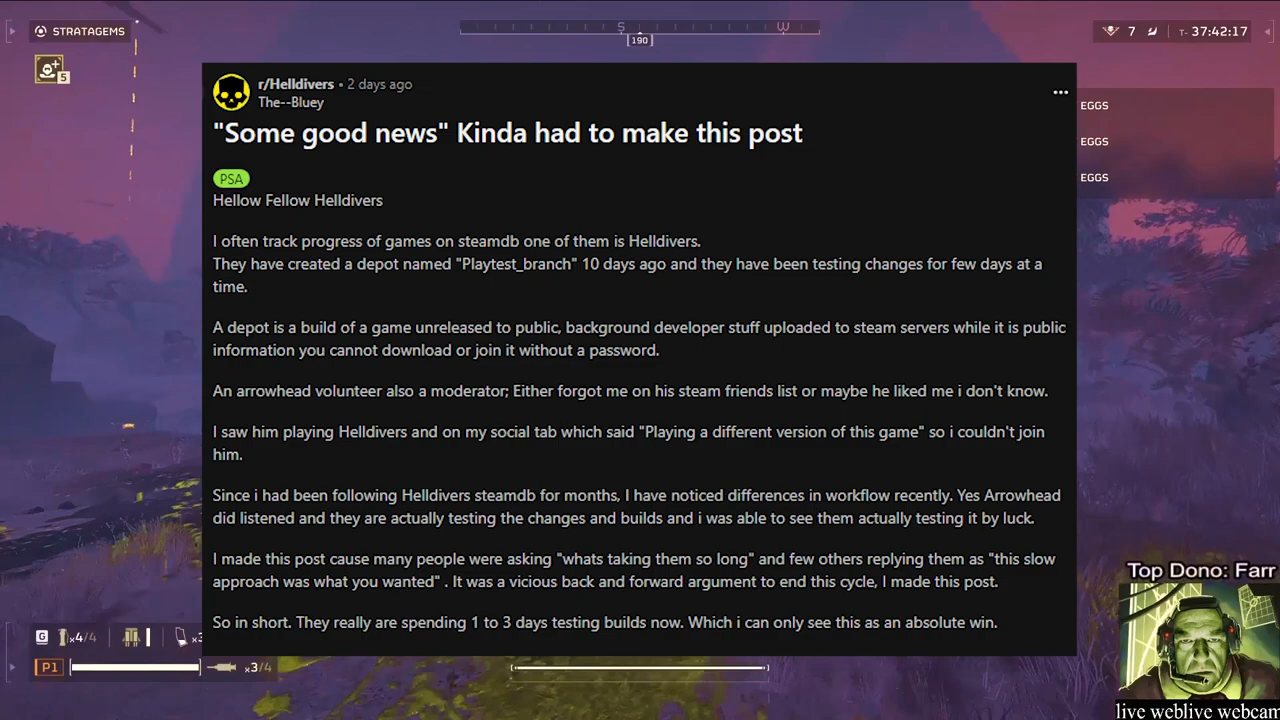 STRATAGEMS
5
S
W
190
7
T- 37:42:17
EGGS
EGGS
EGGS
r/Helldivers • 2 days ago
The--Bluey
"Some good news" Kinda had to make this post
PSA
Hellow Fellow Helldivers
I often track progress of games on steamdb one of them is Helldivers.
They have created a depot named "Playtest_branch" 10 days ago and they have been testing changes for few days at a
time.
A depot is a build of a game unreleased to public, background developer stuff uploaded to steam servers while it is public
information you cannot download or join it without a password.
An arrowhead volunteer also a moderator; Either forgot me on his steam friends list or maybe he liked me i don't know.
I saw him playing Helldivers and on my social tab which said "Playing a different version of this game" so i couldn't join
him.
Since i had been following Helldivers steamdb for months, I have noticed differences in workflow recently. Yes Arrowhead
did listened and they are actually testing the changes and builds and i was able to see them actually testing it by luck.
I made this post cause many people were asking "whats taking them so long" and few others replying them as "this slow
approach was what you wanted" . It was a vicious back and forward argument to end this cycle, I made this post.
So in short. They really are spending 1 to 3 days testing builds now. Which i can only see this as an absolute win.
Top Dono: Farr
G x4/4 x3
P1 x3/4
live weblive webcam